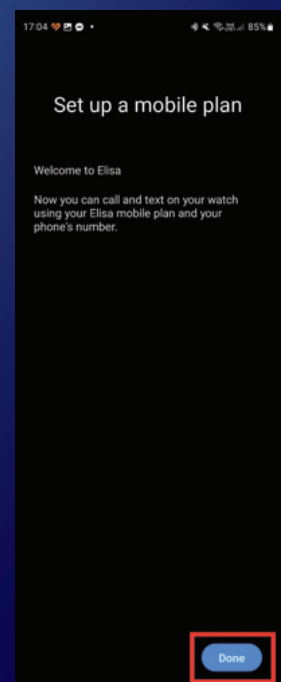 17:04 85%
Set up a mobile plan
Welcome to Elisa
Now you can call and text on your watch
using your Elisa mobile plan and your
phone's number.
Done